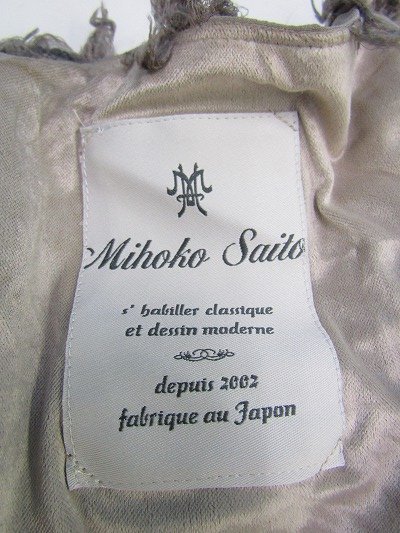 Mihoko Saito
s' habiller classique
et dessin moderne
depuis 2002
fabrique au Japon